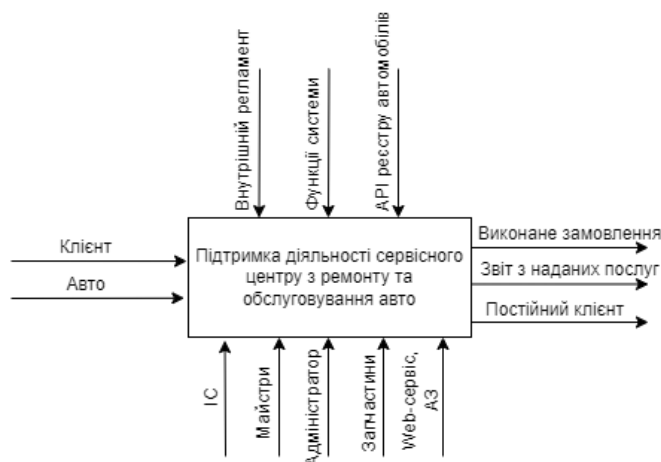 Внутрішній регламент
Функції системи
API реєстру автомобілів
Клієнт
Авто
Підтримка діяльності сервісного
центру з ремонту та
обслуговування авто
Виконане замовлення
Звіт з наданих послуг
Постійний клієнт
ІС
Майстри
Адміністратор
Запчастини
Web-сервіс,
АЗ